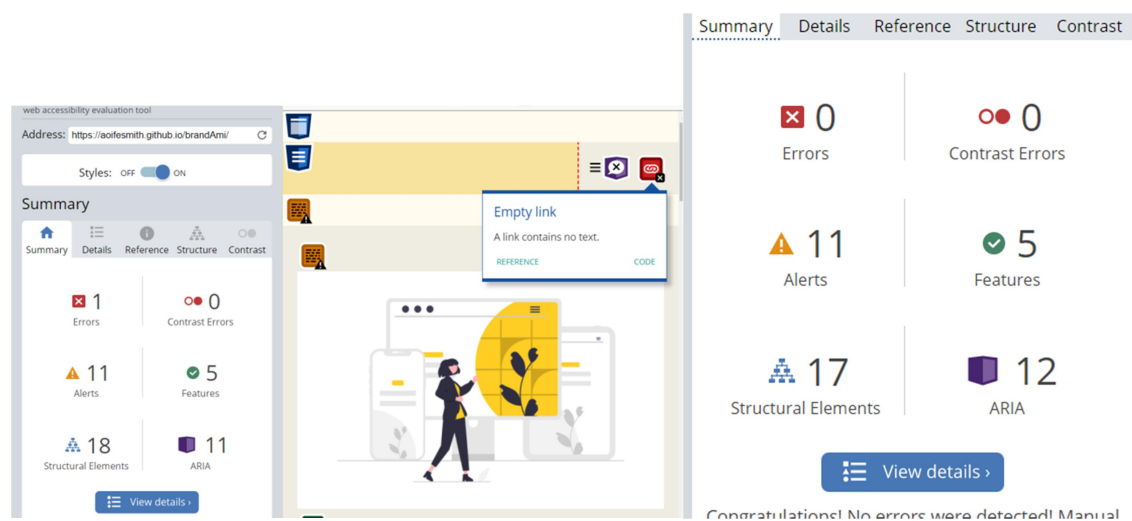 web accessibility evaluation tool
Address: https://aoifesmith.github.io/brandAmi/
Styles: OFF ON
Summary
Summary Details Reference Structure Contrast
1
Errors
0
Contrast Errors
11
Alerts
5
Features
18
Structural Elements
11
ARIA
View details ›
Empty link
A link contains no text.
REFERENCE CODE
Summary Details Reference Structure Contrast
0
Errors
0
Contrast Errors
11
Alerts
5
Features
17
Structural Elements
12
ARIA
View details ›
Congratulations! No errors were detected! Manual